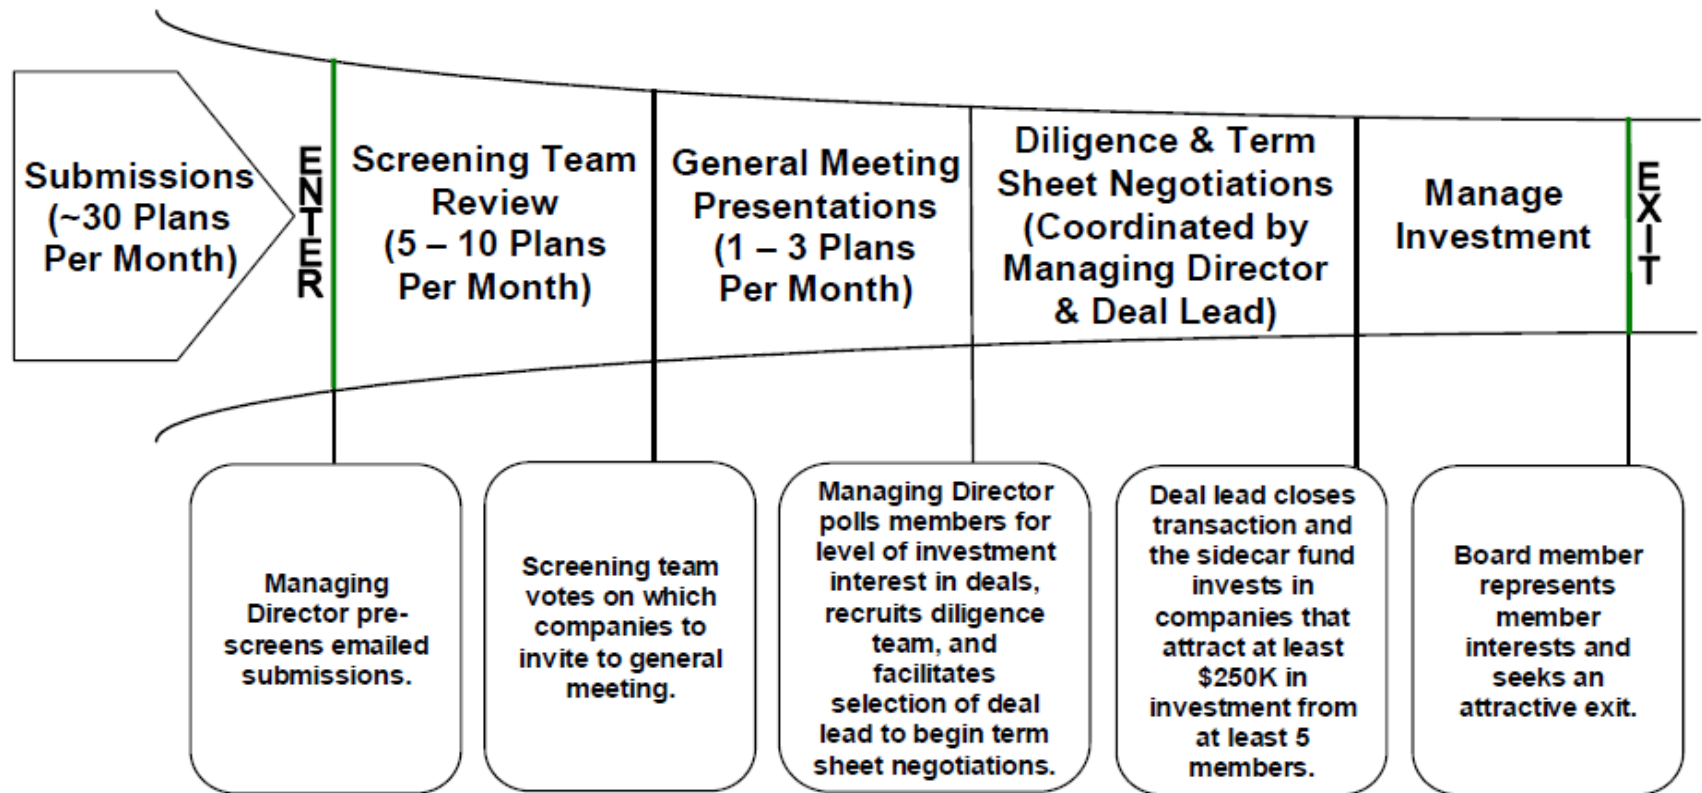 Submissions
(~30 Plans
Per Month)
ENTER
Screening Team
Review
(5 – 10 Plans
Per Month)
General Meeting
Presentations
(1 – 3 Plans
Per Month)
Diligence & Term
Sheet Negotiations
(Coordinated by
Managing Director
& Deal Lead)
Manage
Investment
EXIT
Managing
Director pre-
screens emailed
submissions.
Screening team
votes on which
companies to
invite to general
meeting.
Managing Director
polls members for
level of investment
interest in deals,
recruits diligence
team, and
facilitates
selection of deal
lead to begin term
sheet negotiations.
Deal lead closes
transaction and
the sidecar fund
invests in
companies that
attract at least
$250K in
investment from
at least 5
members.
Board member
represents
member
interests and
seeks an
attractive exit.